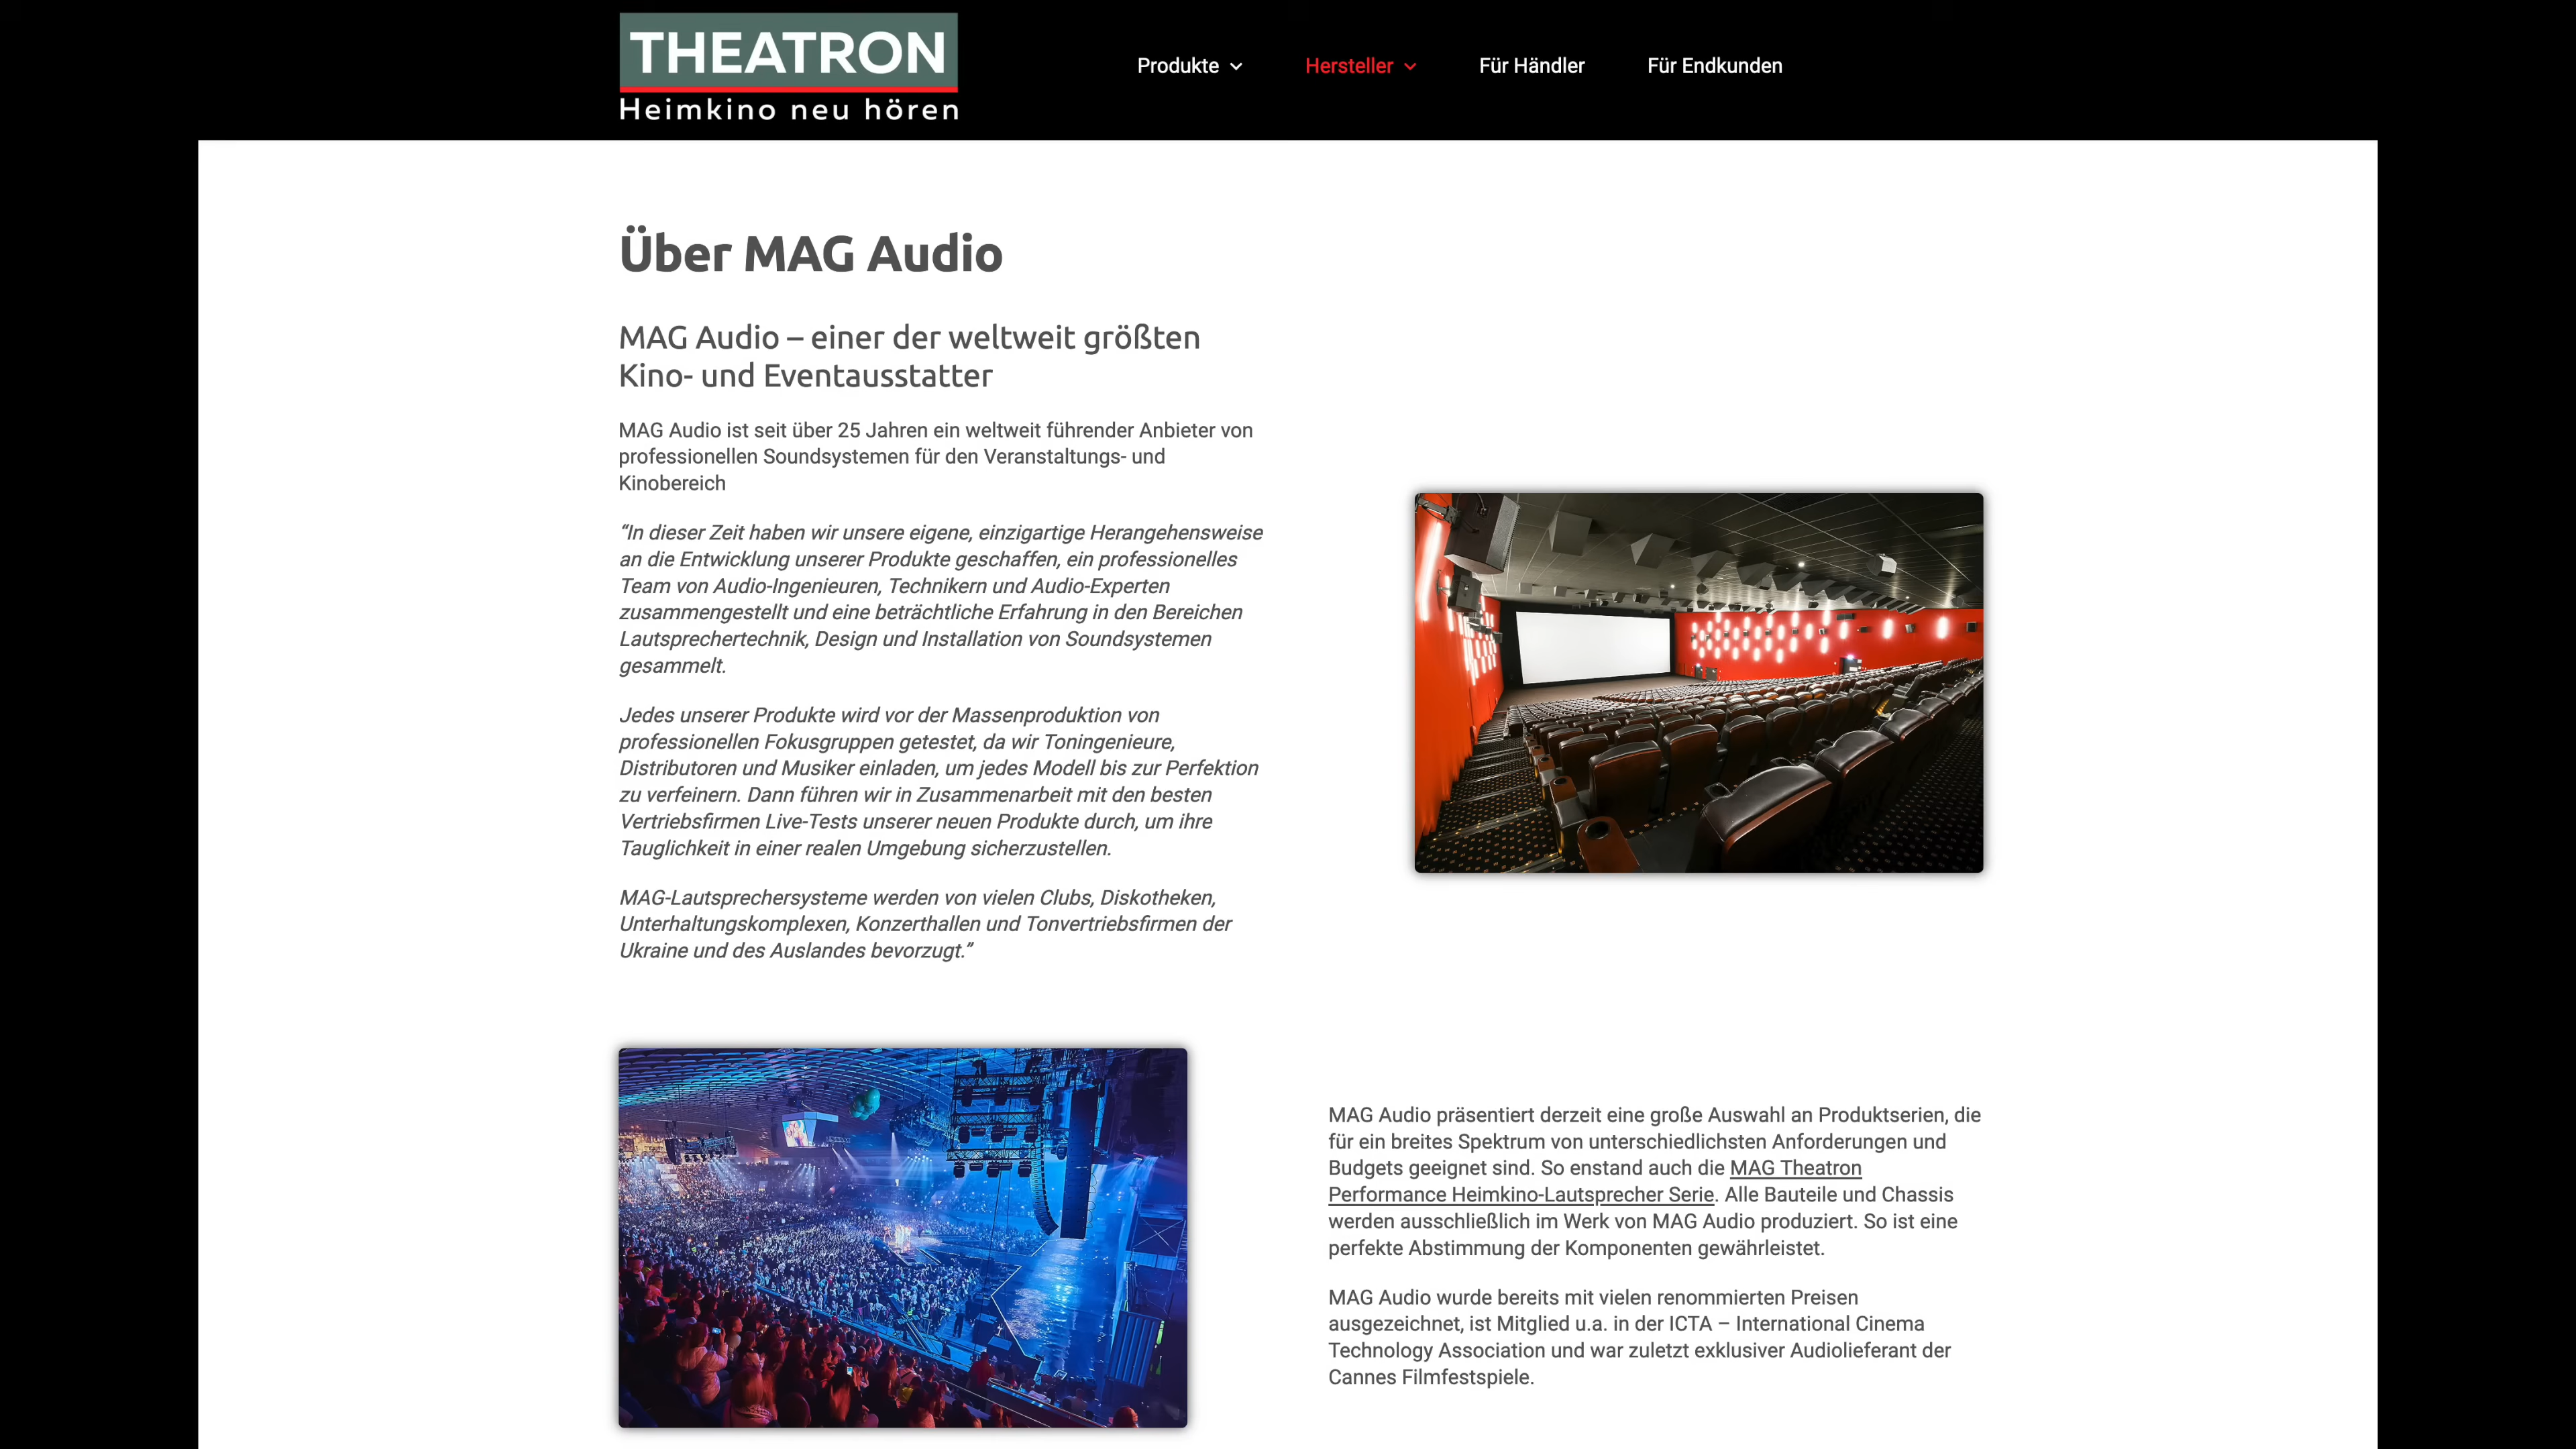 THEATRON
Heimkino neu hören
Produkte
Hersteller
Für Händler
Für Endkunden
Über MAG Audio
MAG Audio – einer der weltweit größten
Kino- und Eventausstatter
MAG Audio ist seit über 25 Jahren ein weltweit führender Anbieter von
professionellen Soundsystemen für den Veranstaltungs- und
Kinobereich
“In dieser Zeit haben wir unsere eigene, einzigartige Herangehensweise
an die Entwicklung unserer Produkte geschaffen, ein professionelles
Team von Audio-Ingenieuren, Technikern und Audio-Experten
zusammengestellt und eine beträchtliche Erfahrung in den Bereichen
Lautsprechertechnik, Design und Installation von Soundsystemen
gesammelt.
Jedes unserer Produkte wird vor der Massenproduktion von
professionellen Fokusgruppen getestet, da wir Toningenieure,
Distributoren und Musiker einladen, um jedes Modell bis zur Perfektion
zu verfeinern. Dann führen wir in Zusammenarbeit mit den besten
Vertriebsfirmen Live-Tests unserer neuen Produkte durch, um ihre
Tauglichkeit in einer realen Umgebung sicherzustellen.
MAG-Lautsprechersysteme werden von vielen Clubs, Diskotheken,
Unterhaltungskomplexen, Konzerthallen und Tonvertriebsfirmen der
Ukraine und des Auslandes bevorzugt.”
MAG Audio präsentiert derzeit eine große Auswahl an Produktserien, die
für ein breites Spektrum von unterschiedlichsten Anforderungen und
Budgets geeignet sind. So enstand auch die MAG Theatron
Performance Heimkino-Lautsprecher Serie. Alle Bauteile und Chassis
werden ausschließlich im Werk von MAG Audio produziert. So ist eine
perfekte Abstimmung der Komponenten gewährleistet.
MAG Audio wurde bereits mit vielen renommierten Preisen
ausgezeichnet, ist Mitglied u.a. in der ICTA – International Cinema
Technology Association und war zuletzt exklusiver Audiolieferant der
Cannes Filmfestspiele.